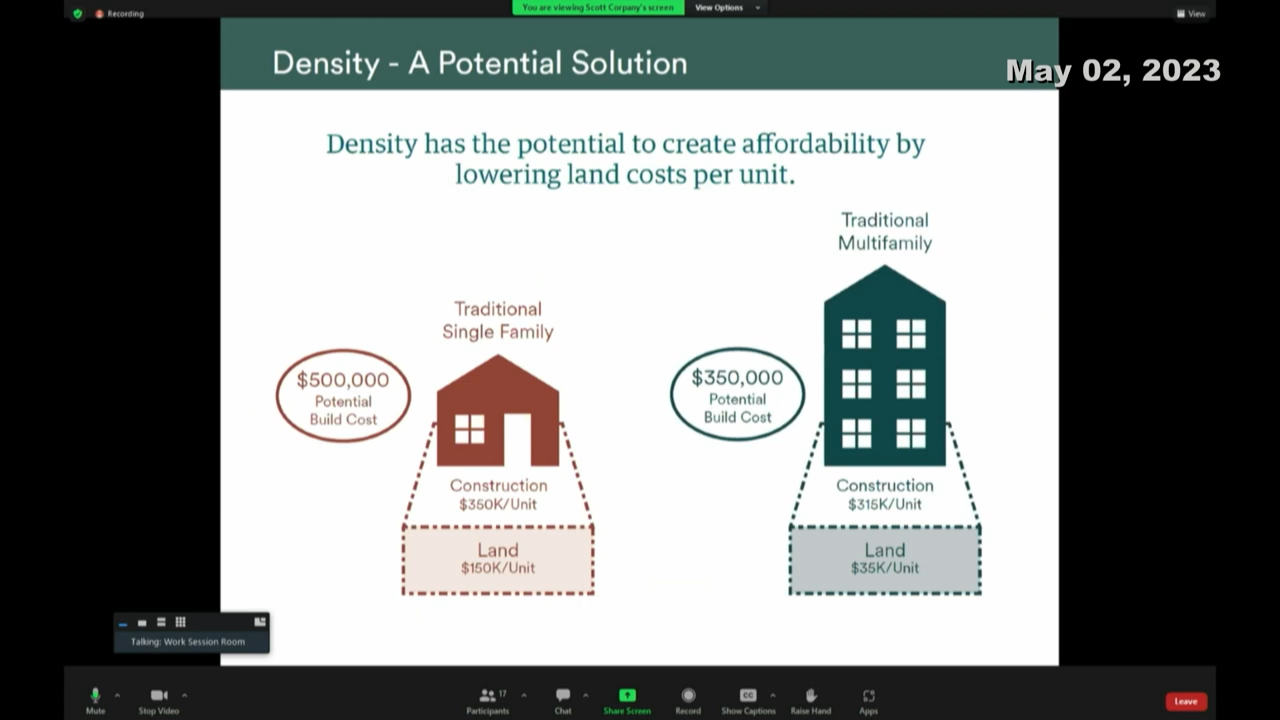 Recording
You are viewing Scott Corpany's screen
View Options
View
Density - A Potential Solution
May 02, 2023
Density has the potential to create affordability by
lowering land costs per unit.
Traditional
Single Family
$500,000
Potential
Build Cost
Construction
$350K/Unit
Land
$150K/Unit
Traditional
Multifamily
$350,000
Potential
Build Cost
Construction
$315K/Unit
Land
$35K/Unit
Talking: Work Session Room
Mute
Stop Video
Participants
17
Chat
Share Screen
Record
CC
Show Captions
Raise Hand
Apps
Leave